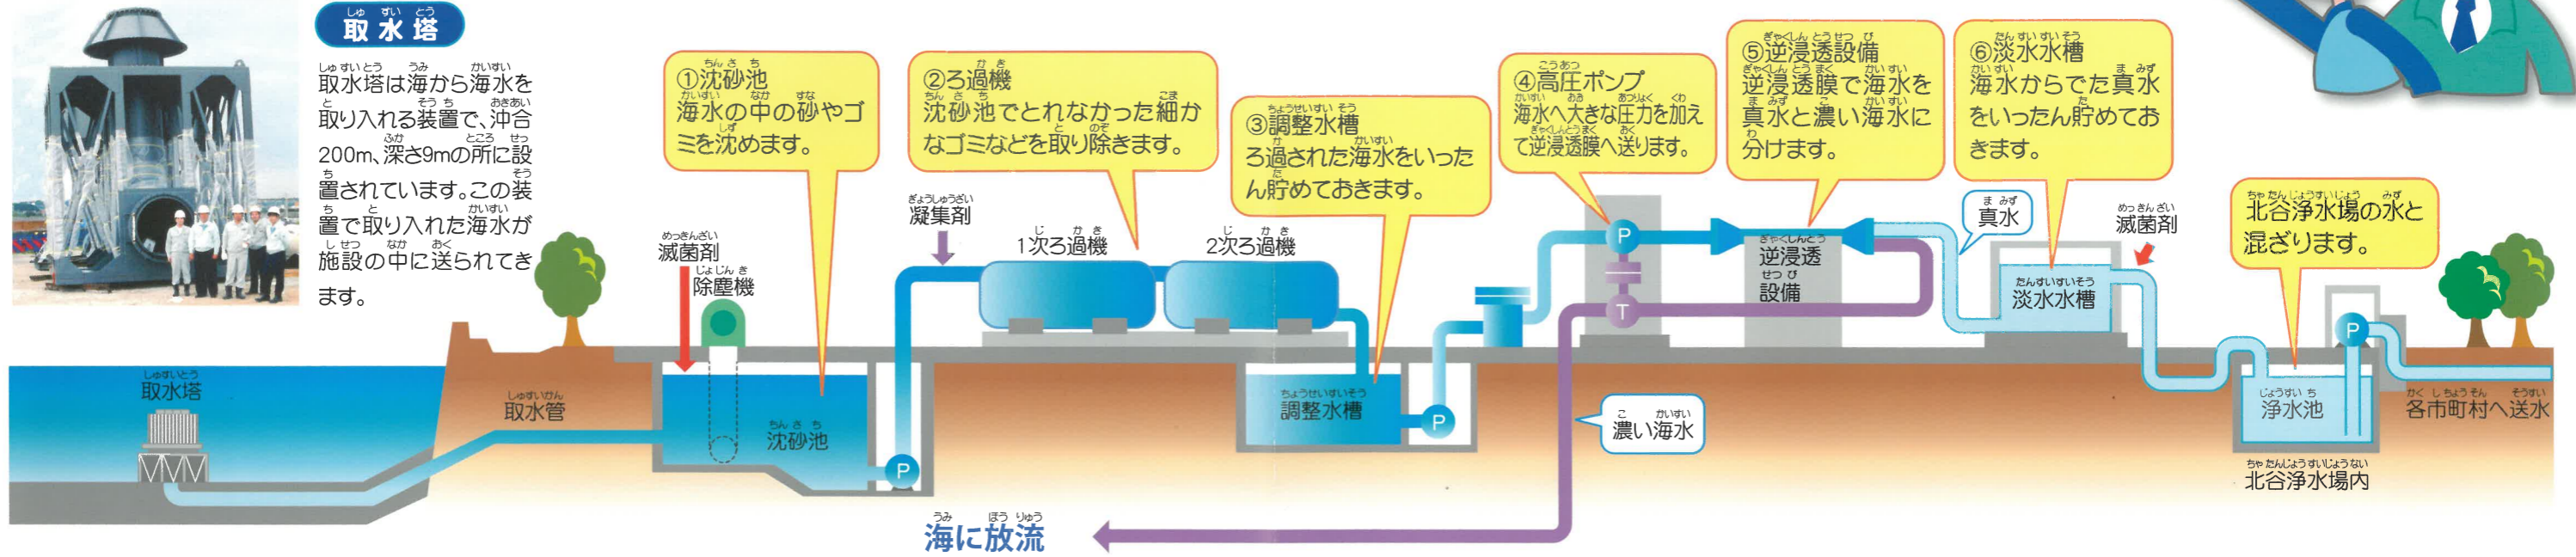 取水塔
取水塔は海から海水を
取り入れる装置で、沖合
200m、深さ9mの所に設
置されています。この装
置で取り入れた海水が
施設の中に送られてき
ます。
①沈砂池
海水の中の砂やゴ
ミを沈めます。
②ろ過機
沈砂池でとれなかった細か
なゴミなどを取り除きます。
③調整水槽
ろ過された海水をいった
ん貯めておきます。
④高圧ポンプ
海水へ大きな圧力を加え
て逆浸透膜へ送ります。
⑤逆浸透設備
逆浸透膜で海水を
真水と濃い海水に
分けます。
⑥淡水水槽
海水からでた真水
をいったん貯めてお
きます。
北谷浄水場の水と
混ざります。
取水塔
取水管
滅菌剤
除塵機
沈砂池
P
凝集剤
1次ろ過機
2次ろ過機
調整水槽
P
P
T
逆浸透
設備
真水
濃い海水
海に放流
淡水水槽
滅菌剤
浄水池
P
各市町村へ送水
北谷浄水場内